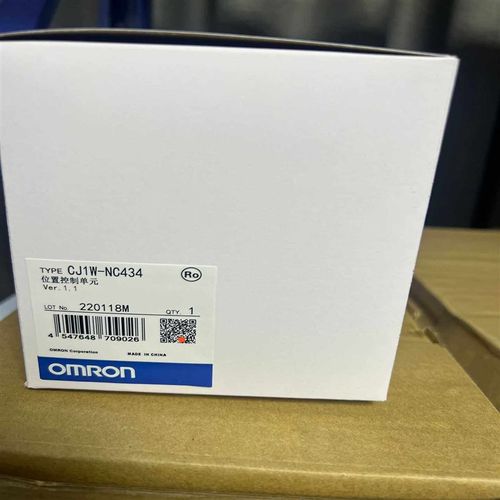 TYPE CJ1W-NC434 Ro
位置控制单元
Ver.1.1
LOT No. 220118M QTY. 1
4 547648 709026
OMRON Corporation MADE IN CHINA
OMRON